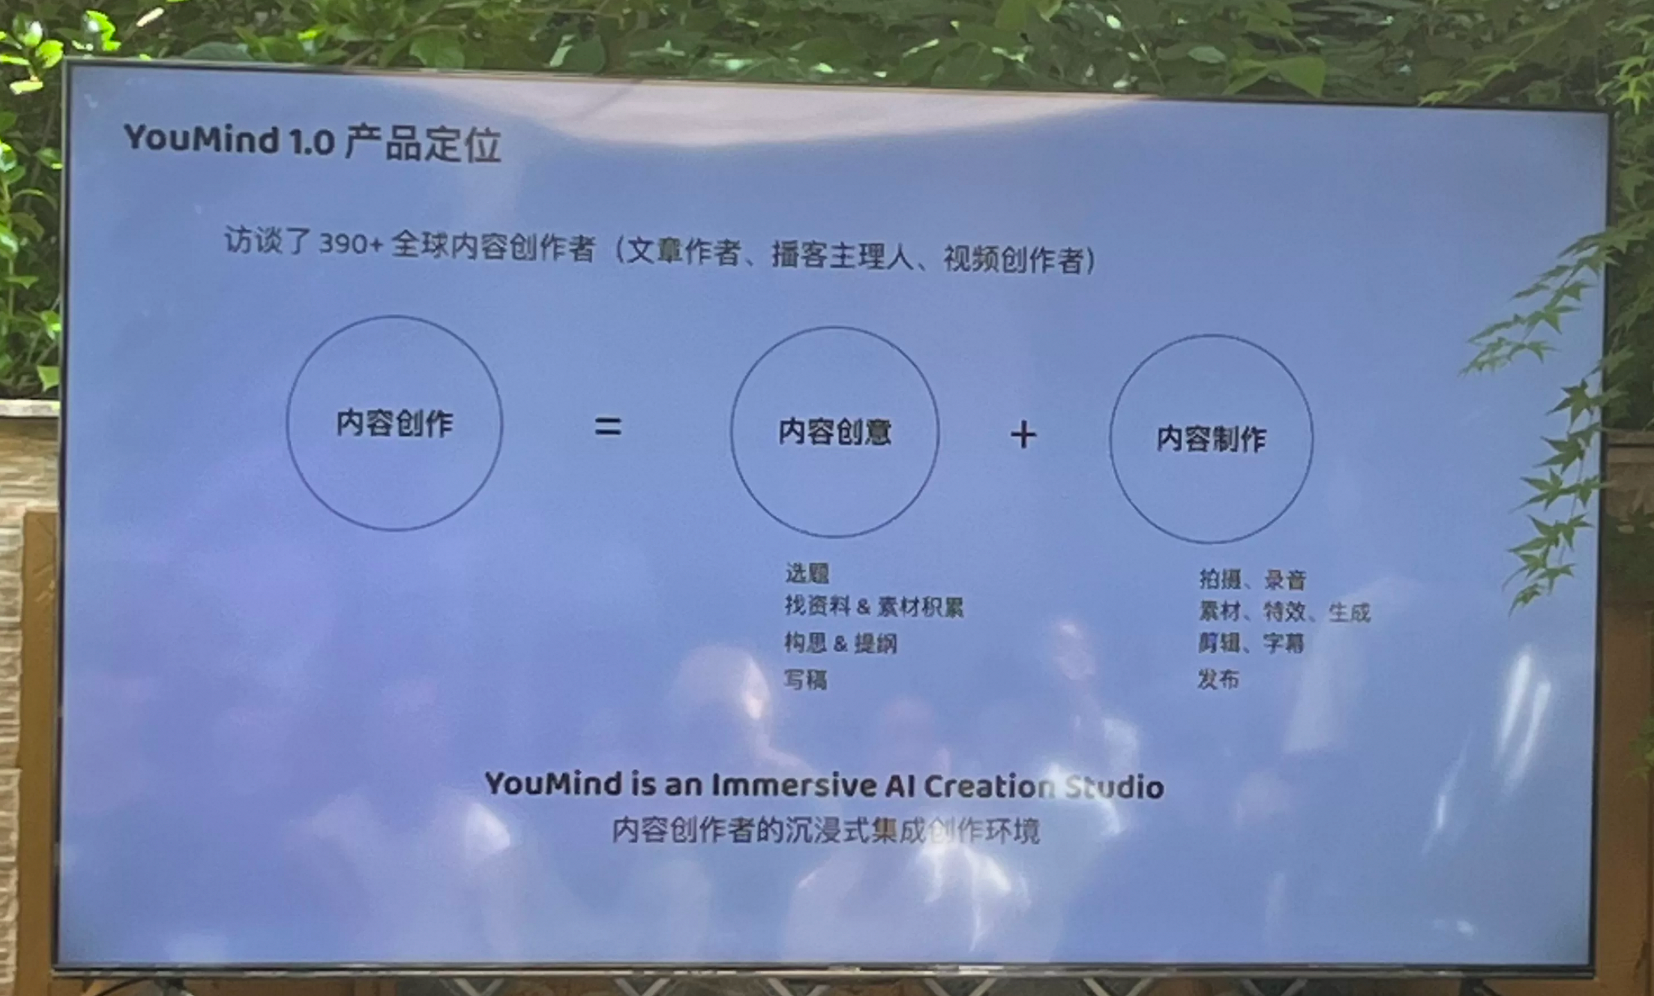 YouMind 1.0 产品定位
访谈了 390+ 全球内容创作者（文章作者、播客主理人、视频创作者）
内容创作 = 内容创意 + 内容制作
选题
找资料 & 素材积累
构思 & 提纲
写稿
拍摄、录音
素材、特效、生成
剪辑、字幕
发布
YouMind is an Immersive AI Creation Studio
内容创作者的沉浸式集成创作环境